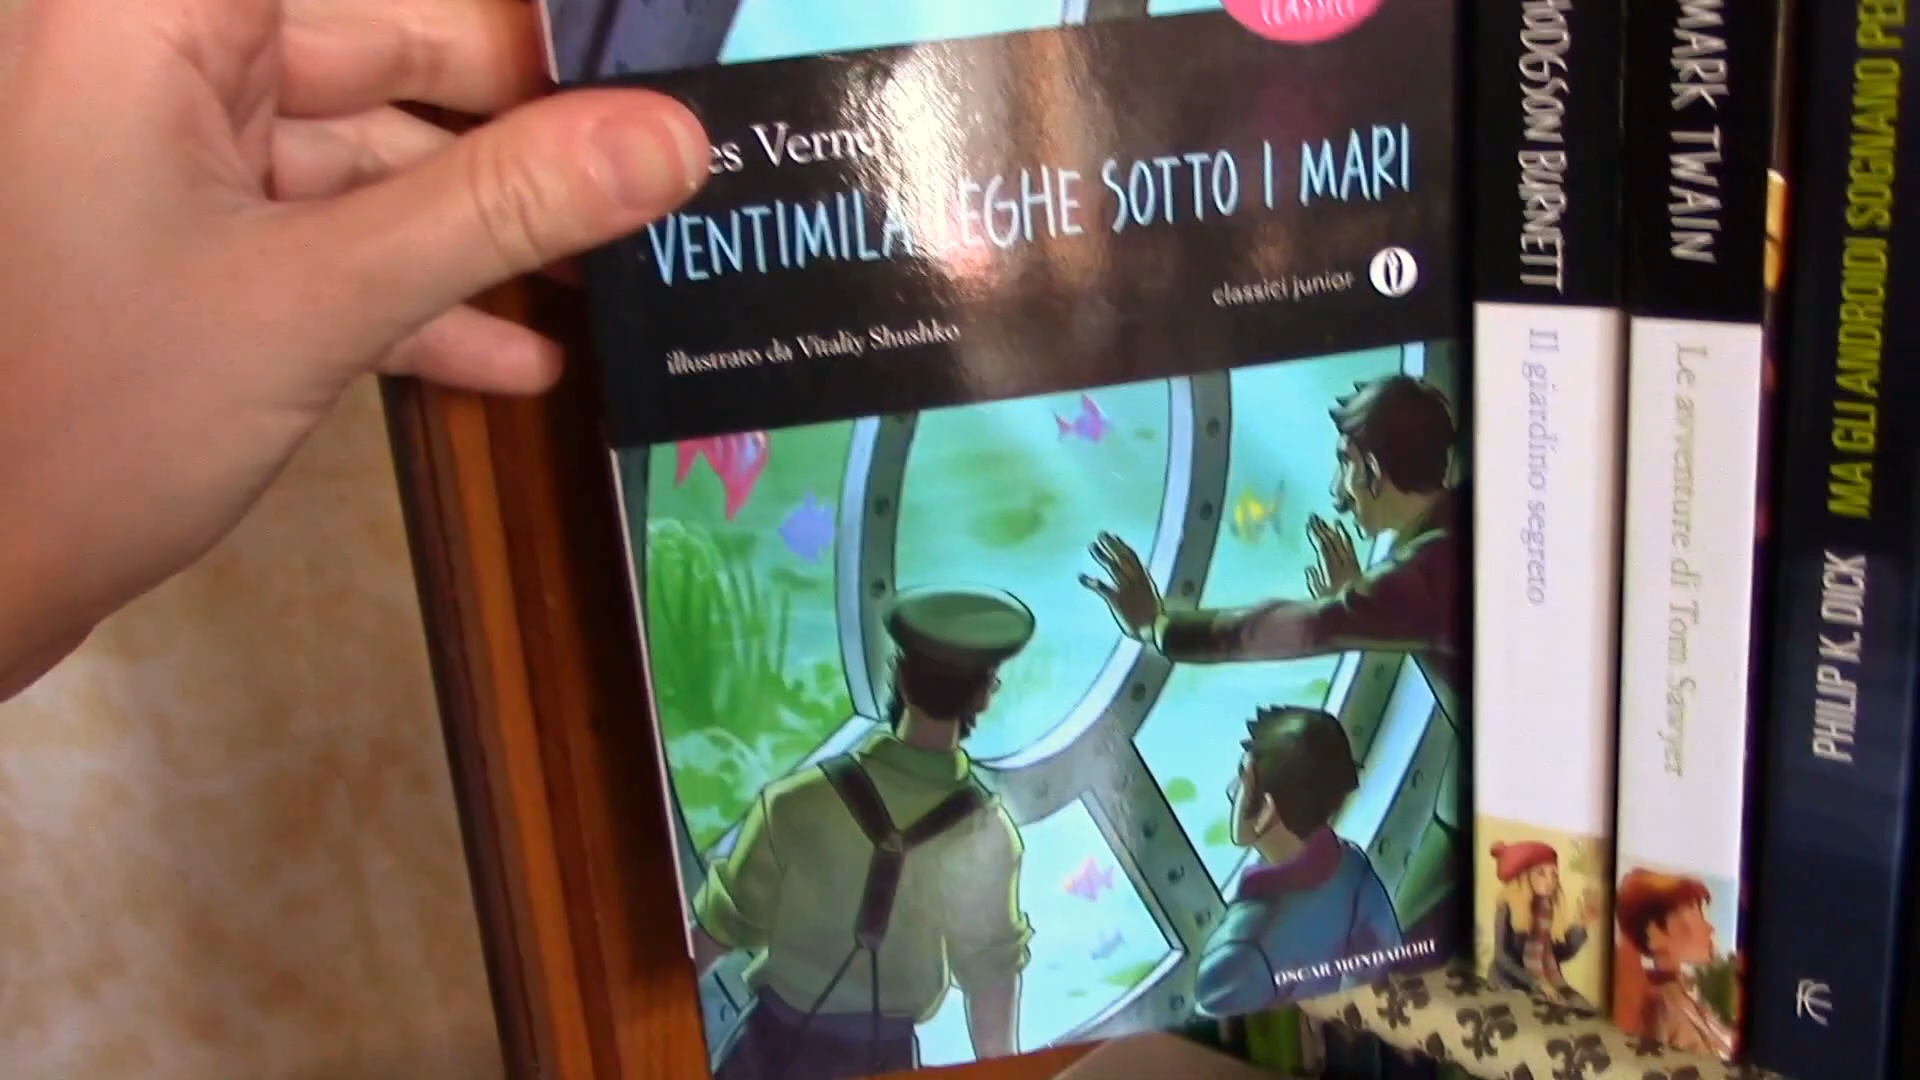 CLASSICI
es Verne
VENTIMILA LEGHE SOTTO I MARI
classici junior
illustrato da Vitaliy Shushko
OSCAR MONDADORI
HODGSON BURNETT
Il giardino segreto
MARK TWAIN
Le avventure di Tom Sawyer
PHILIP K. DICK
MA GLI ANDROIDI SOGNANO PE